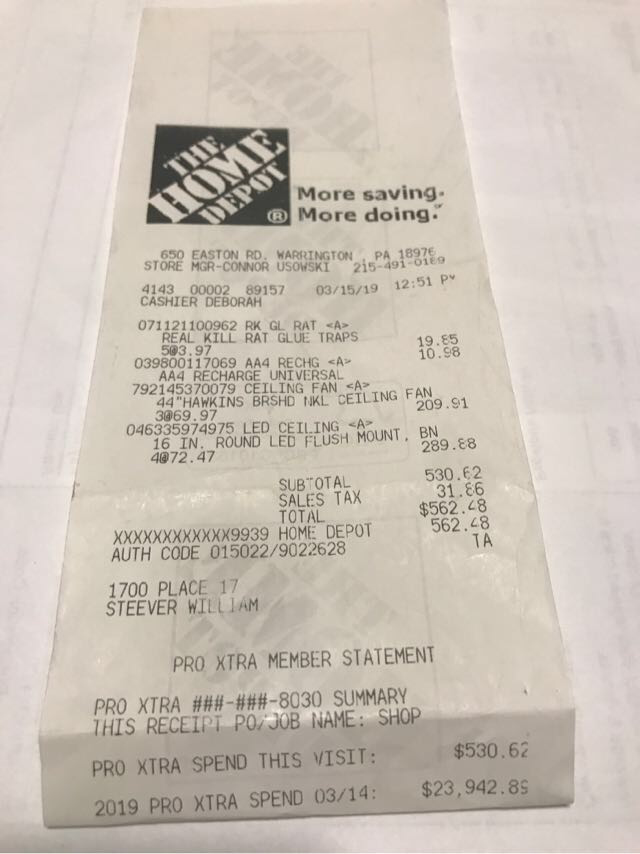 THE
HOME
DEPOT
®
More saving.
More doing.®
650 EASTON RD. WARRINGTON , PA 18976
STORE MGR-CONNOR USOWSKI 215-491-0189
4143 00002 89157 03/15/19 12:51 PM
CASHIER DEBORAH
071121100962 RK GL RAT <A>
REAL KILL RAT GLUE TRAPS
5@3.97 19.85
039800117069 AA4 RECHG <A> 10.98
AA4 RECHARGE UNIVERSAL
792145370079 CEILING FAN <A>
44"HAWKINS BRSHD NKL CEILING FAN
3@69.97 209.91
046335974975 LED CEILING <A>
16 IN. ROUND LED FLUSH MOUNT, BN
4@72.47 289.88
SUBTOTAL 530.62
SALES TAX 31.86
TOTAL $562.48
XXXXXXXXXXXX9939 HOME DEPOT 562.48
AUTH CODE 015022/9022628 TA
1700 PLACE 17
STEEVER WILLIAM
PRO XTRA MEMBER STATEMENT
PRO XTRA ###-###-8030 SUMMARY
THIS RECEIPT PO/JOB NAME: SHOP
PRO XTRA SPEND THIS VISIT: $530.62
2019 PRO XTRA SPEND 03/14: $23,942.89